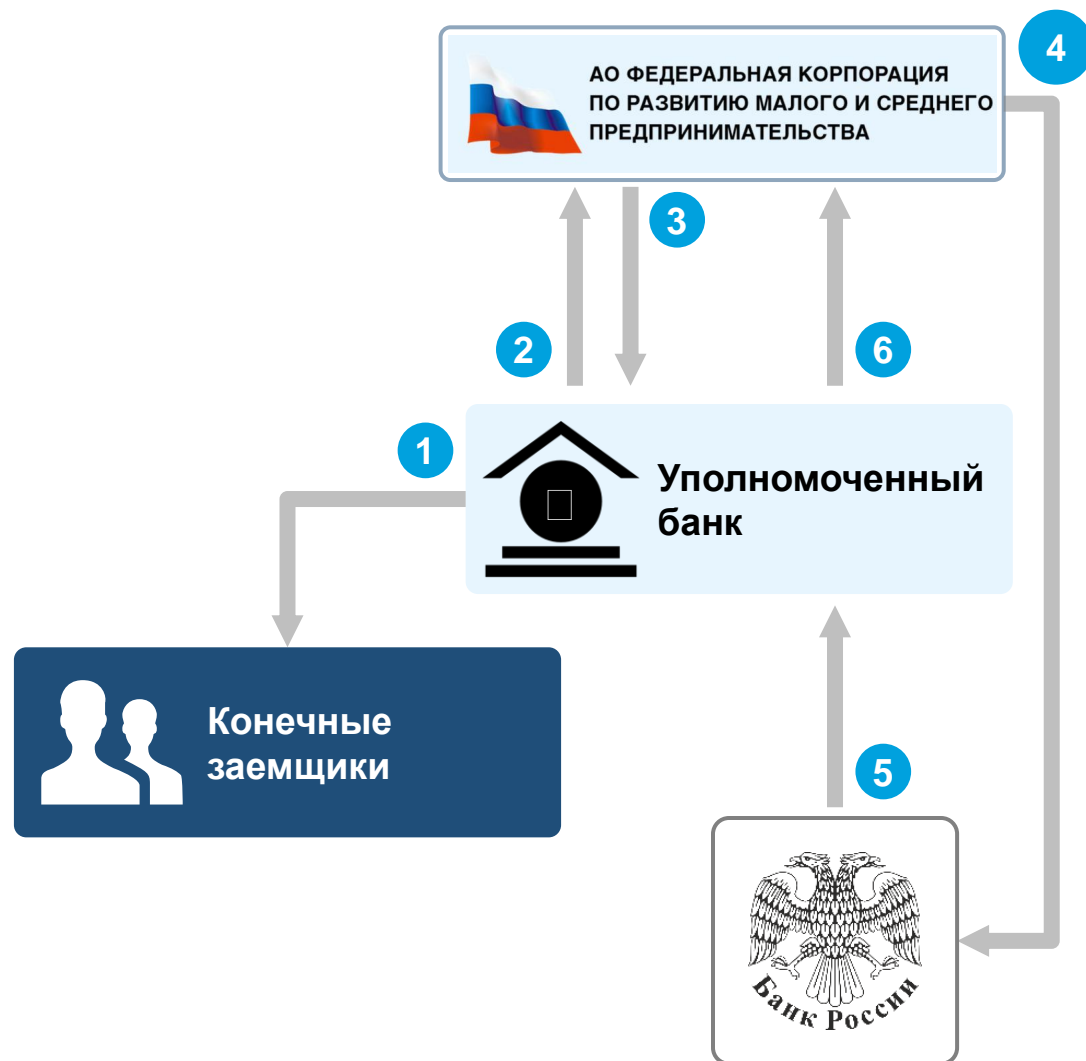 4
АО ФЕДЕРАЛЬНАЯ КОРПОРАЦИЯ
ПО РАЗВИТИЮ МАЛОГО И СРЕДНЕГО
ПРЕДПРИНИМАТЕЛЬСТВА
3
2
6
1
Уполномоченный
банк
Конечные
заемщики
5
Банк России